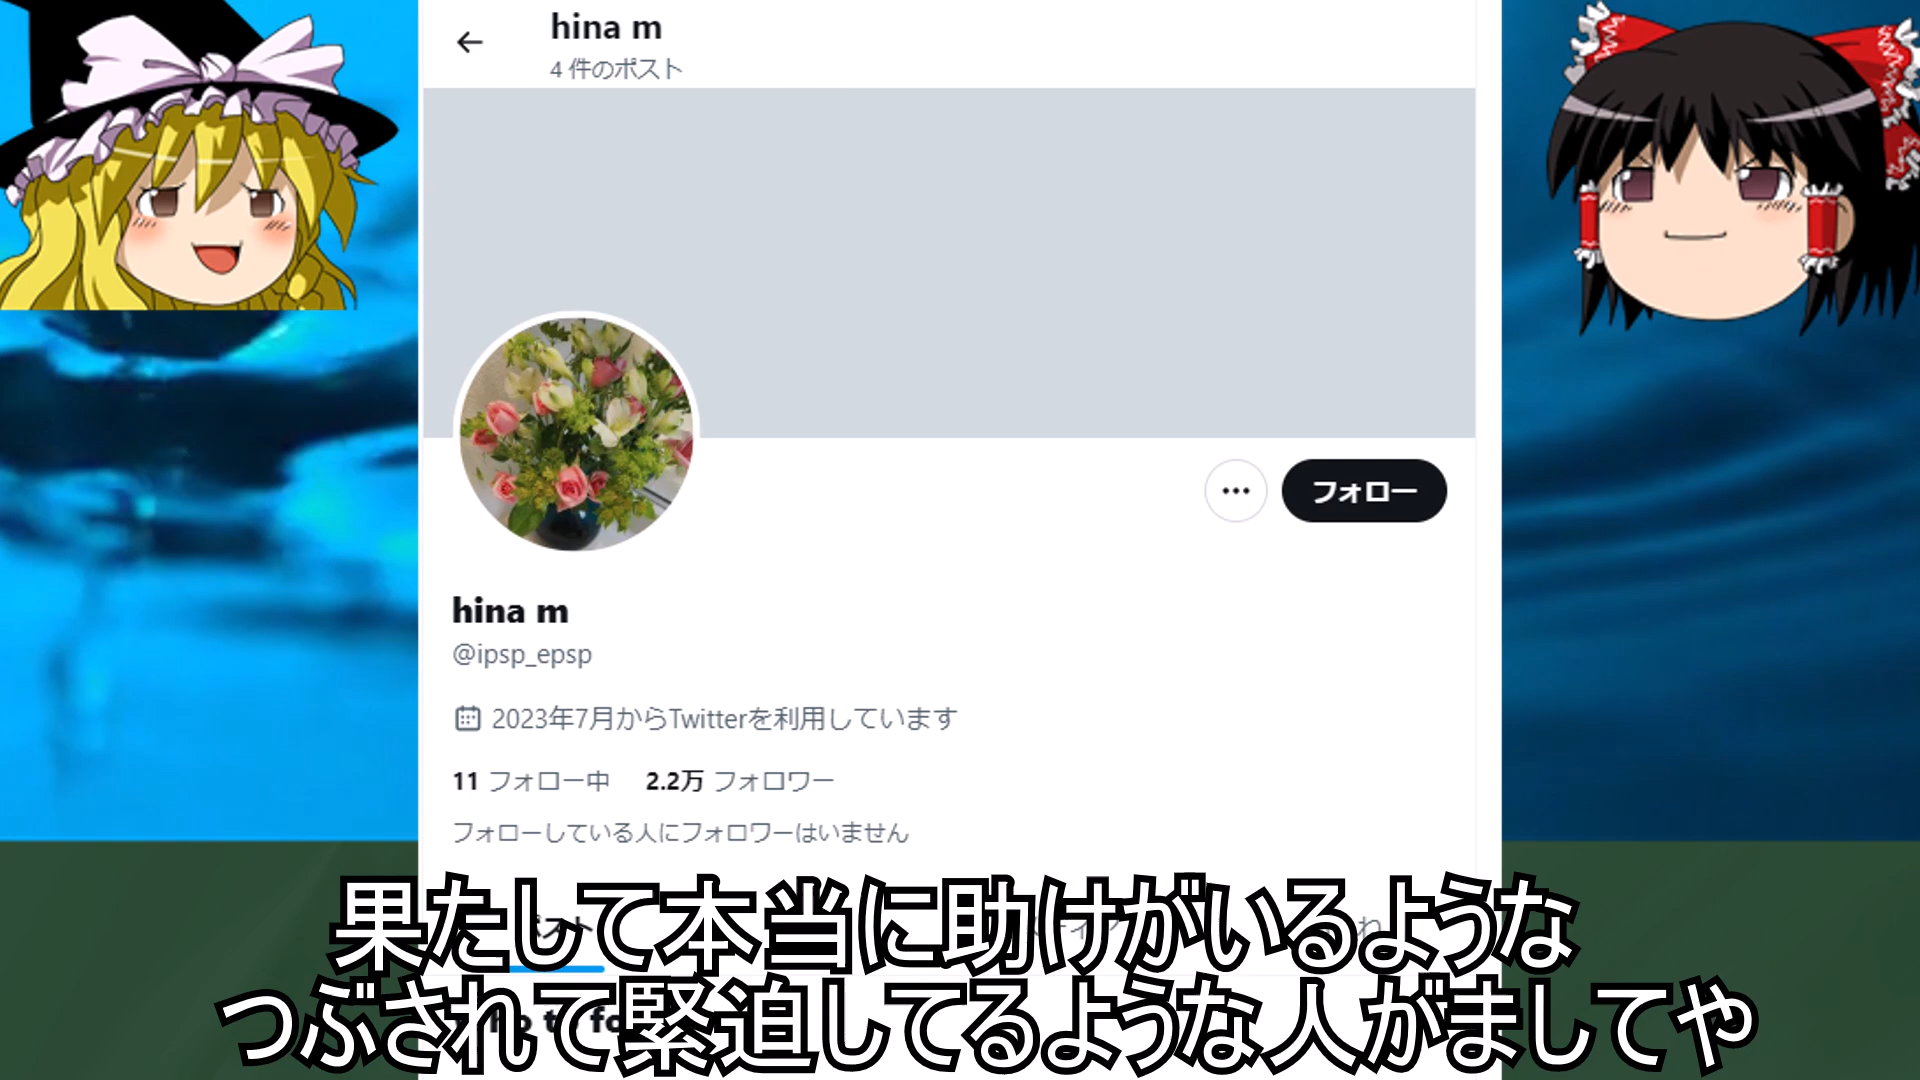 hina m
4 件のポスト
フォロー
hina m
@ipsp_epsp
2023年7月からTwitterを利用しています
11 フォロー中 2.2万 フォロワー
フォローしている人にフォロワーはいません
果たして本当に助けがいるような
つぶされて緊迫してるような人がましてや